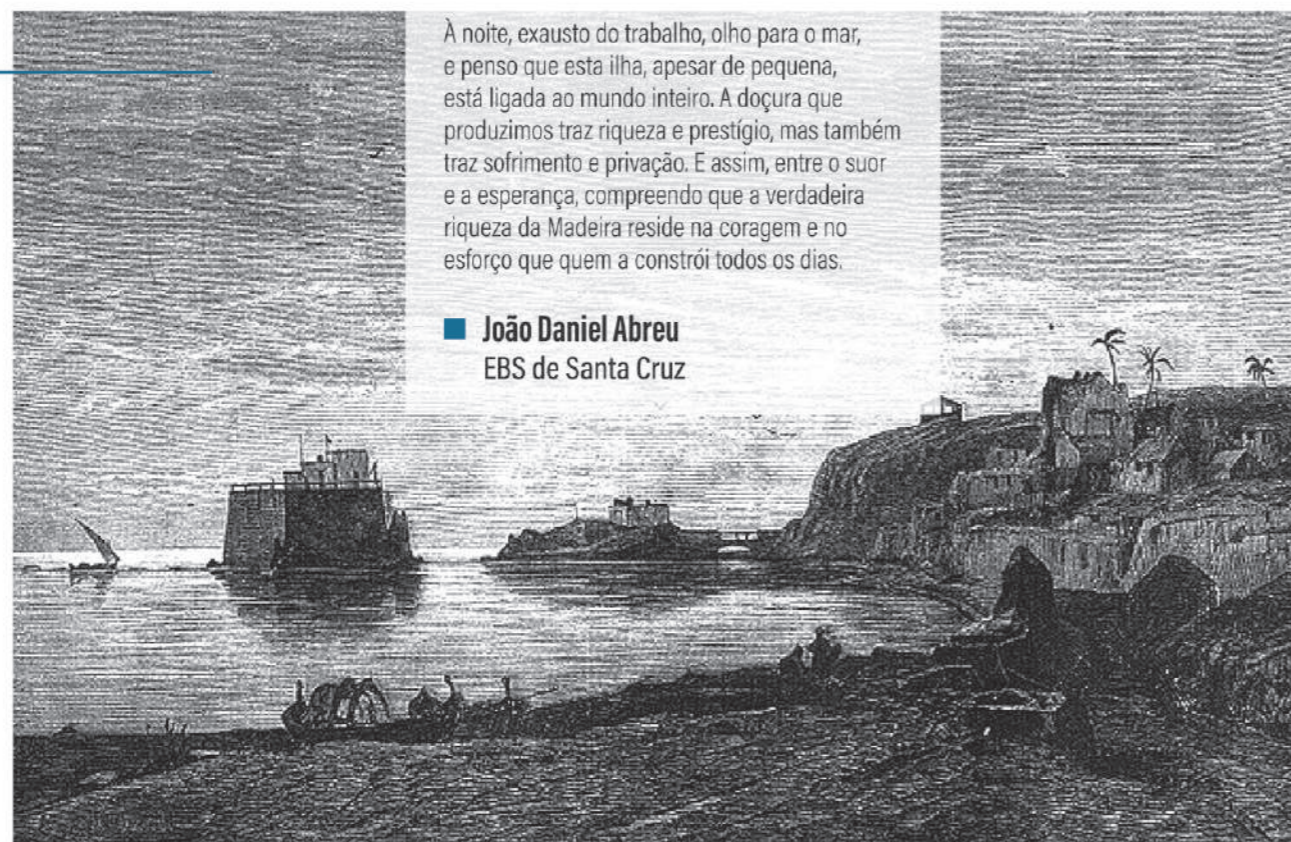 À noite, exausto do trabalho, olho para o mar,
e penso que esta ilha, apesar de pequena,
está ligada ao mundo inteiro. A doçura que
produzimos traz riqueza e prestígio, mas também
traz sofrimento e privação. E assim, entre o suor
e a esperança, compreendo que a verdadeira
riqueza da Madeira reside na coragem e no
esforço que quem a constrói todos os dias.
João Daniel Abreu
EBS de Santa Cruz